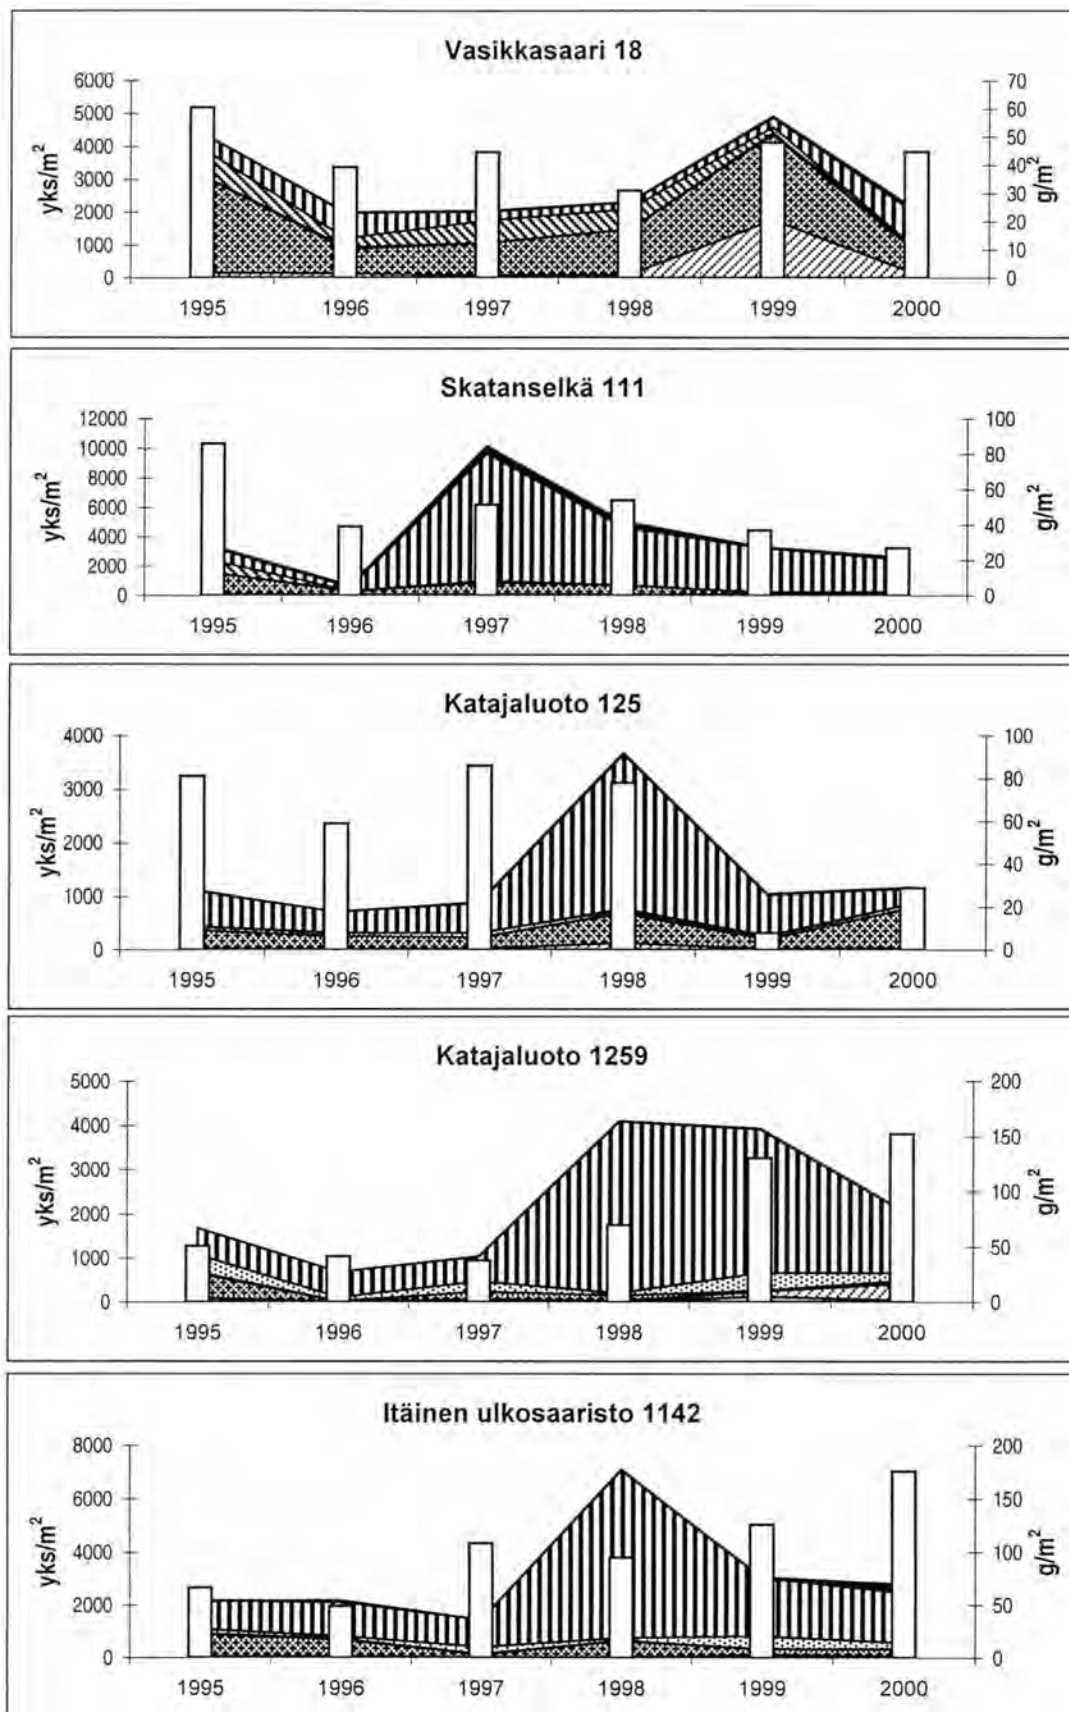 Vasikkasaari 18
6000 70
5000 60
4000 50
3000 40
2000 30
1000 20
0 10
0
yks/m²
g/m²
1995 1996 1997 1998 1999 2000
Skatanselkä 111
12000 100
10000 80
8000 60
6000 40
4000 20
2000 0
0
yks/m²
g/m²
1995 1996 1997 1998 1999 2000
Katajaluoto 125
4000 100
3000 80
2000 60
1000 40
0 20
0
yks/m²
g/m²
1995 1996 1997 1998 1999 2000
Katajaluoto 1259
5000 200
4000 150
3000 100
2000 50
1000 0
0
yks/m²
g/m²
1995 1996 1997 1998 1999 2000
Itäinen ulkosaaristo 1142
8000 200
6000 150
4000 100
2000 50
0 0
yks/m²
g/m²
1995 1996 1997 1998 1999 2000